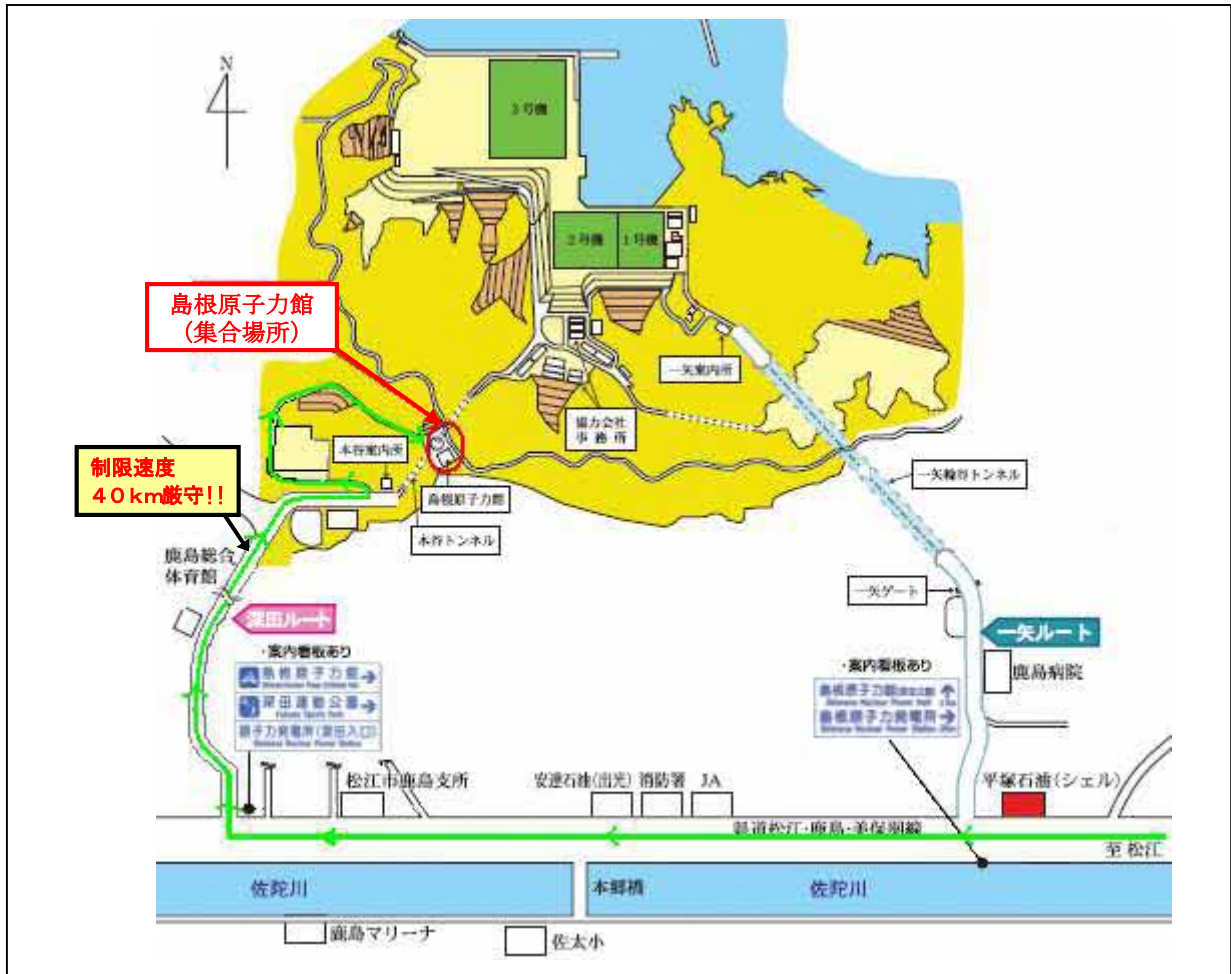 N
3号機
2号機
1号機
島根原子力館
(集合場所)
一矢案内所
協力会社
事務所
本谷案内所
制限速度
40km厳守!!
島根原子力館
一矢輪谷トンネル
本谷トンネル
鹿島総合
体育館
一矢ゲート
深田ルート
一矢ルート
・案内看板あり
島根原子力館→
深田運動公園→
原子力発電所(深田入口)
・案内看板あり
島根原子力館
島根原子力発電所→
鹿島病院
松江市鹿島支所
安達石油(出光)
消防署
JA
平塚石油(シェル)
県道松江・鹿島・美保関線
至 松江
佐陀川
本郷橋
佐陀川
鹿島マリーナ
佐太小